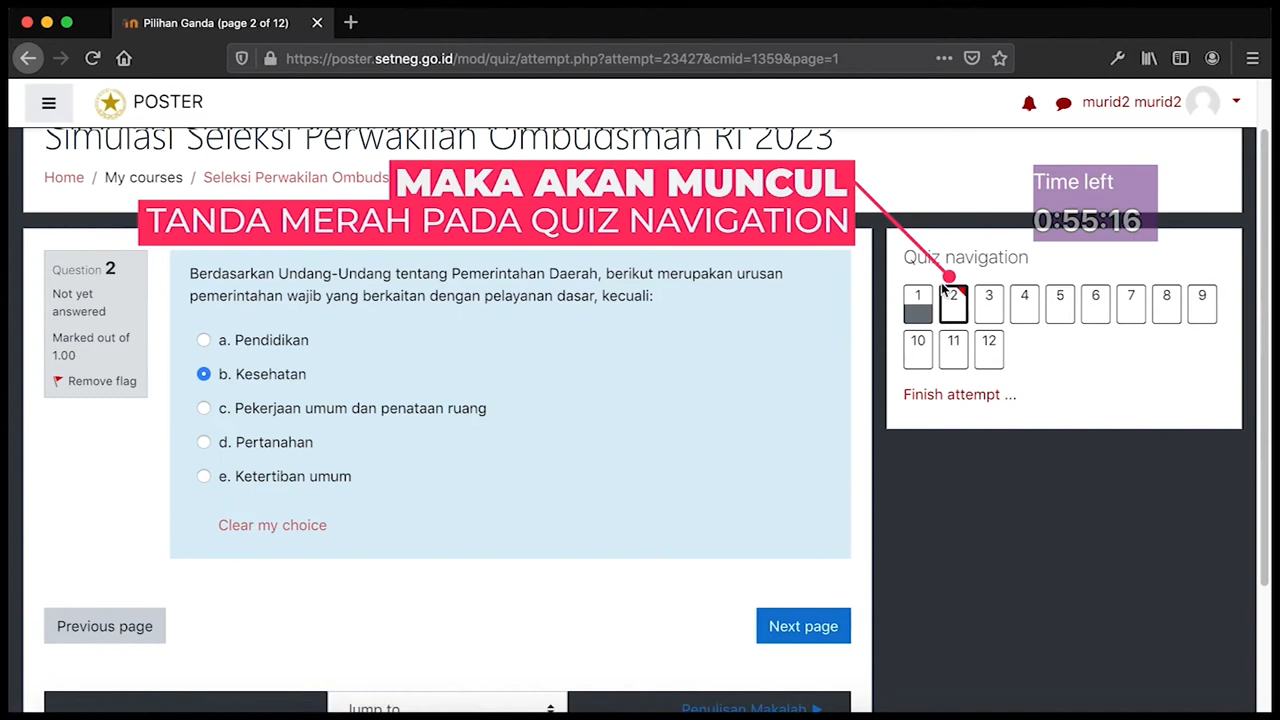 Pilihan Ganda (page 2 of 12)
https://poster.setneg.go.id/mod/quiz/attempt.php?attempt=23427&cmid=1359&page=1
POSTER
murid2 murid2
Simulasi Seleksi Perwakilan Ombudsman RI 2023
Home / My courses / Seleksi Perwakilan Ombuds
MAKA AKAN MUNCUL
TANDA MERAH PADA QUIZ NAVIGATION
Time left
0:55:16
Question 2
Not yet
answered
Marked out of
1.00
Remove flag
Berdasarkan Undang-Undang tentang Pemerintahan Daerah, berikut merupakan urusan
pemerintahan wajib yang berkaitan dengan pelayanan dasar, kecuali:
a. Pendidikan
b. Kesehatan
c. Pekerjaan umum dan penataan ruang
d. Pertanahan
e. Ketertiban umum
Clear my choice
Quiz navigation
1 2 3 4 5 6 7 8 9
10 11 12
Finish attempt ...
Previous page
Next page
Jump to
Penulisan Makalah